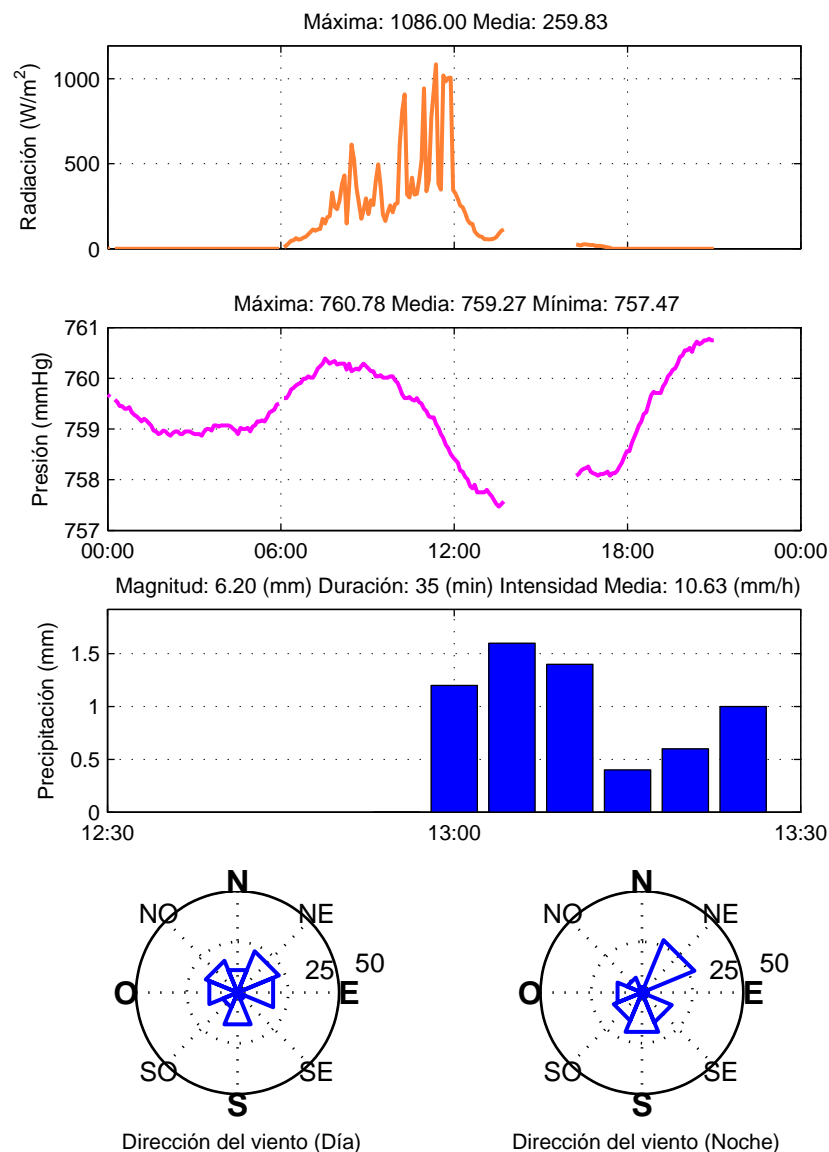 Máxima: 1086.00 Media: 259.83
Radiación (W/m²)
1000
500
0
Máxima: 760.78 Media: 759.27 Mínima: 757.47
Presión (mmHg)
761
760
759
758
757
00:00 06:00 12:00 18:00 00:00
Magnitud: 6.20 (mm) Duración: 35 (min) Intensidad Media: 10.63 (mm/h)
Precipitación (mm)
1.5
1
0.5
0
12:30 13:00 13:30
N
NO NE
25 50
O E
SO SE
S
Dirección del viento (Día)
N
NO NE
25 50
O E
SO SE
S
Dirección del viento (Noche)